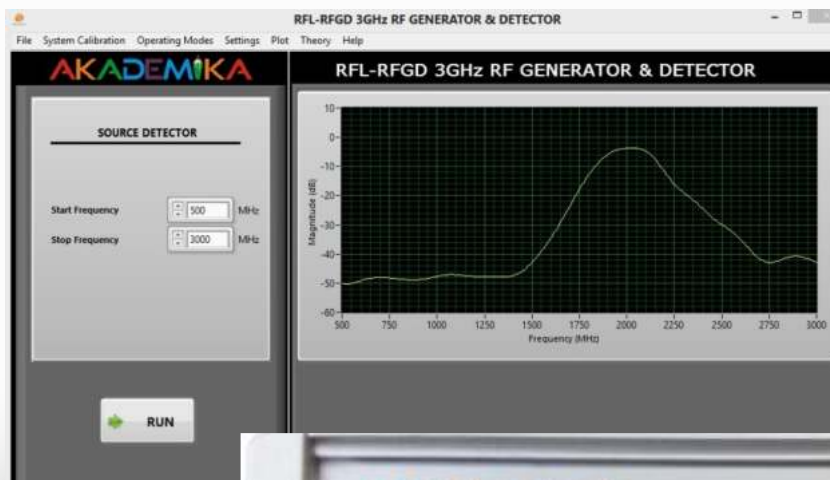 RFL-RFGD 3GHz RF GENERATOR & DETECTOR
File System Calibration Operating Modes Settings Plot Theory Help
AKADEMIKA
RFL-RFGD 3GHz RF GENERATOR & DETECTOR
SOURCE DETECTOR
Start Frequency 500 MHz
Stop Frequency 3000 MHz
RUN
Magnitude (dB)
10
0
-10
-20
-30
-40
-50
-60
500 750 1000 1250 1500 1750 2000 2250 2500 2750 3000
Frequency (MHz)